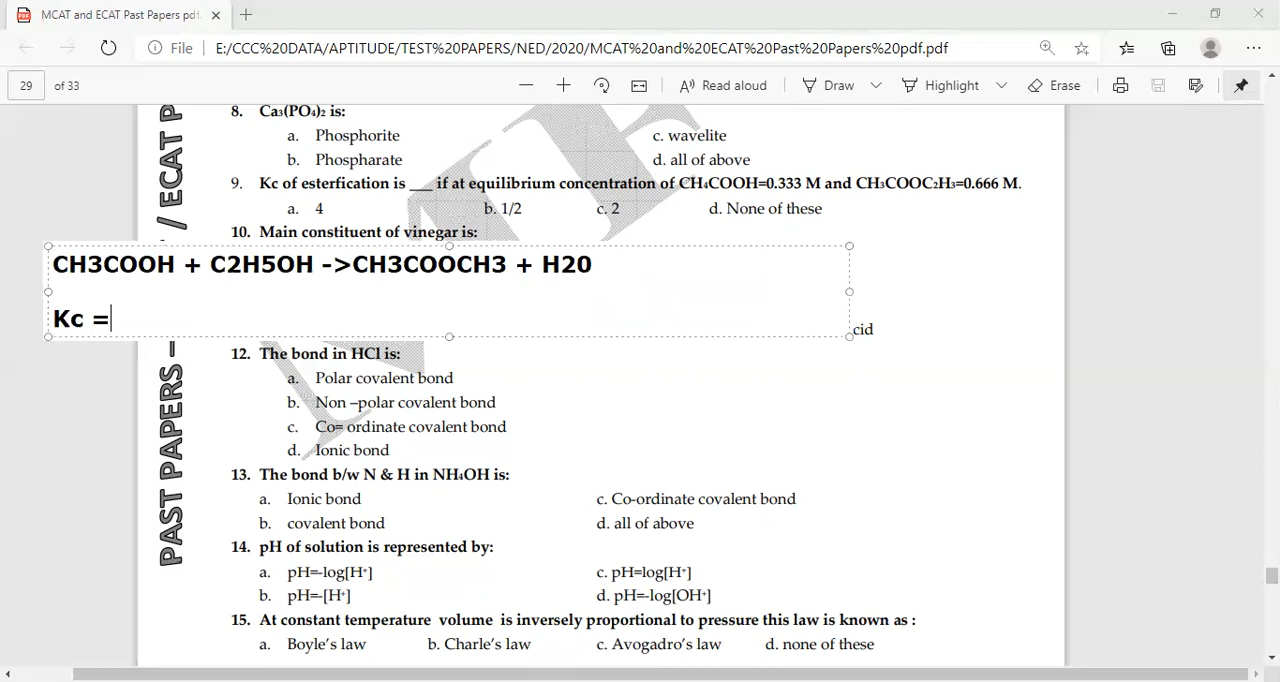 MCAT and ECAT Past Papers pdf.
File E:/CCC%20DATA/APTITUDE/TEST%20PAPERS/NED/2020/MCAT%20and%20ECAT%20Past%20Papers%20pdf.pdf
29 of 33 Read aloud Draw Highlight Erase
PAST PAPERS – / ECAT P
8. Ca₃(PO₄)₂ is:
a. Phosphorite c. wavelite
b. Phospharate d. all of above
9. Kc of esterfication is ___ if at equilibrium concentration of CH₄COOH=0.333 M and CH₃COOC₂H₃=0.666 M.
a. 4 b. 1/2 c. 2 d. None of these
10. Main constituent of vinegar is:
CH3COOH + C2H5OH ->CH3COOCH3 + H20
Kc =
cid
12. The bond in HCl is:
a. Polar covalent bond
b. Non –polar covalent bond
c. Co= ordinate covalent bond
d. Ionic bond
13. The bond b/w N & H in NH₄OH is:
a. Ionic bond c. Co-ordinate covalent bond
b. covalent bond d. all of above
14. pH of solution is represented by:
a. pH=-log[H⁺] c. pH=log[H⁺]
b. pH=-[H⁺] d. pH=-log[OH⁺]
15. At constant temperature volume is inversely proportional to pressure this law is known as :
a. Boyle’s law b. Charle’s law c. Avogadro’s law d. none of these